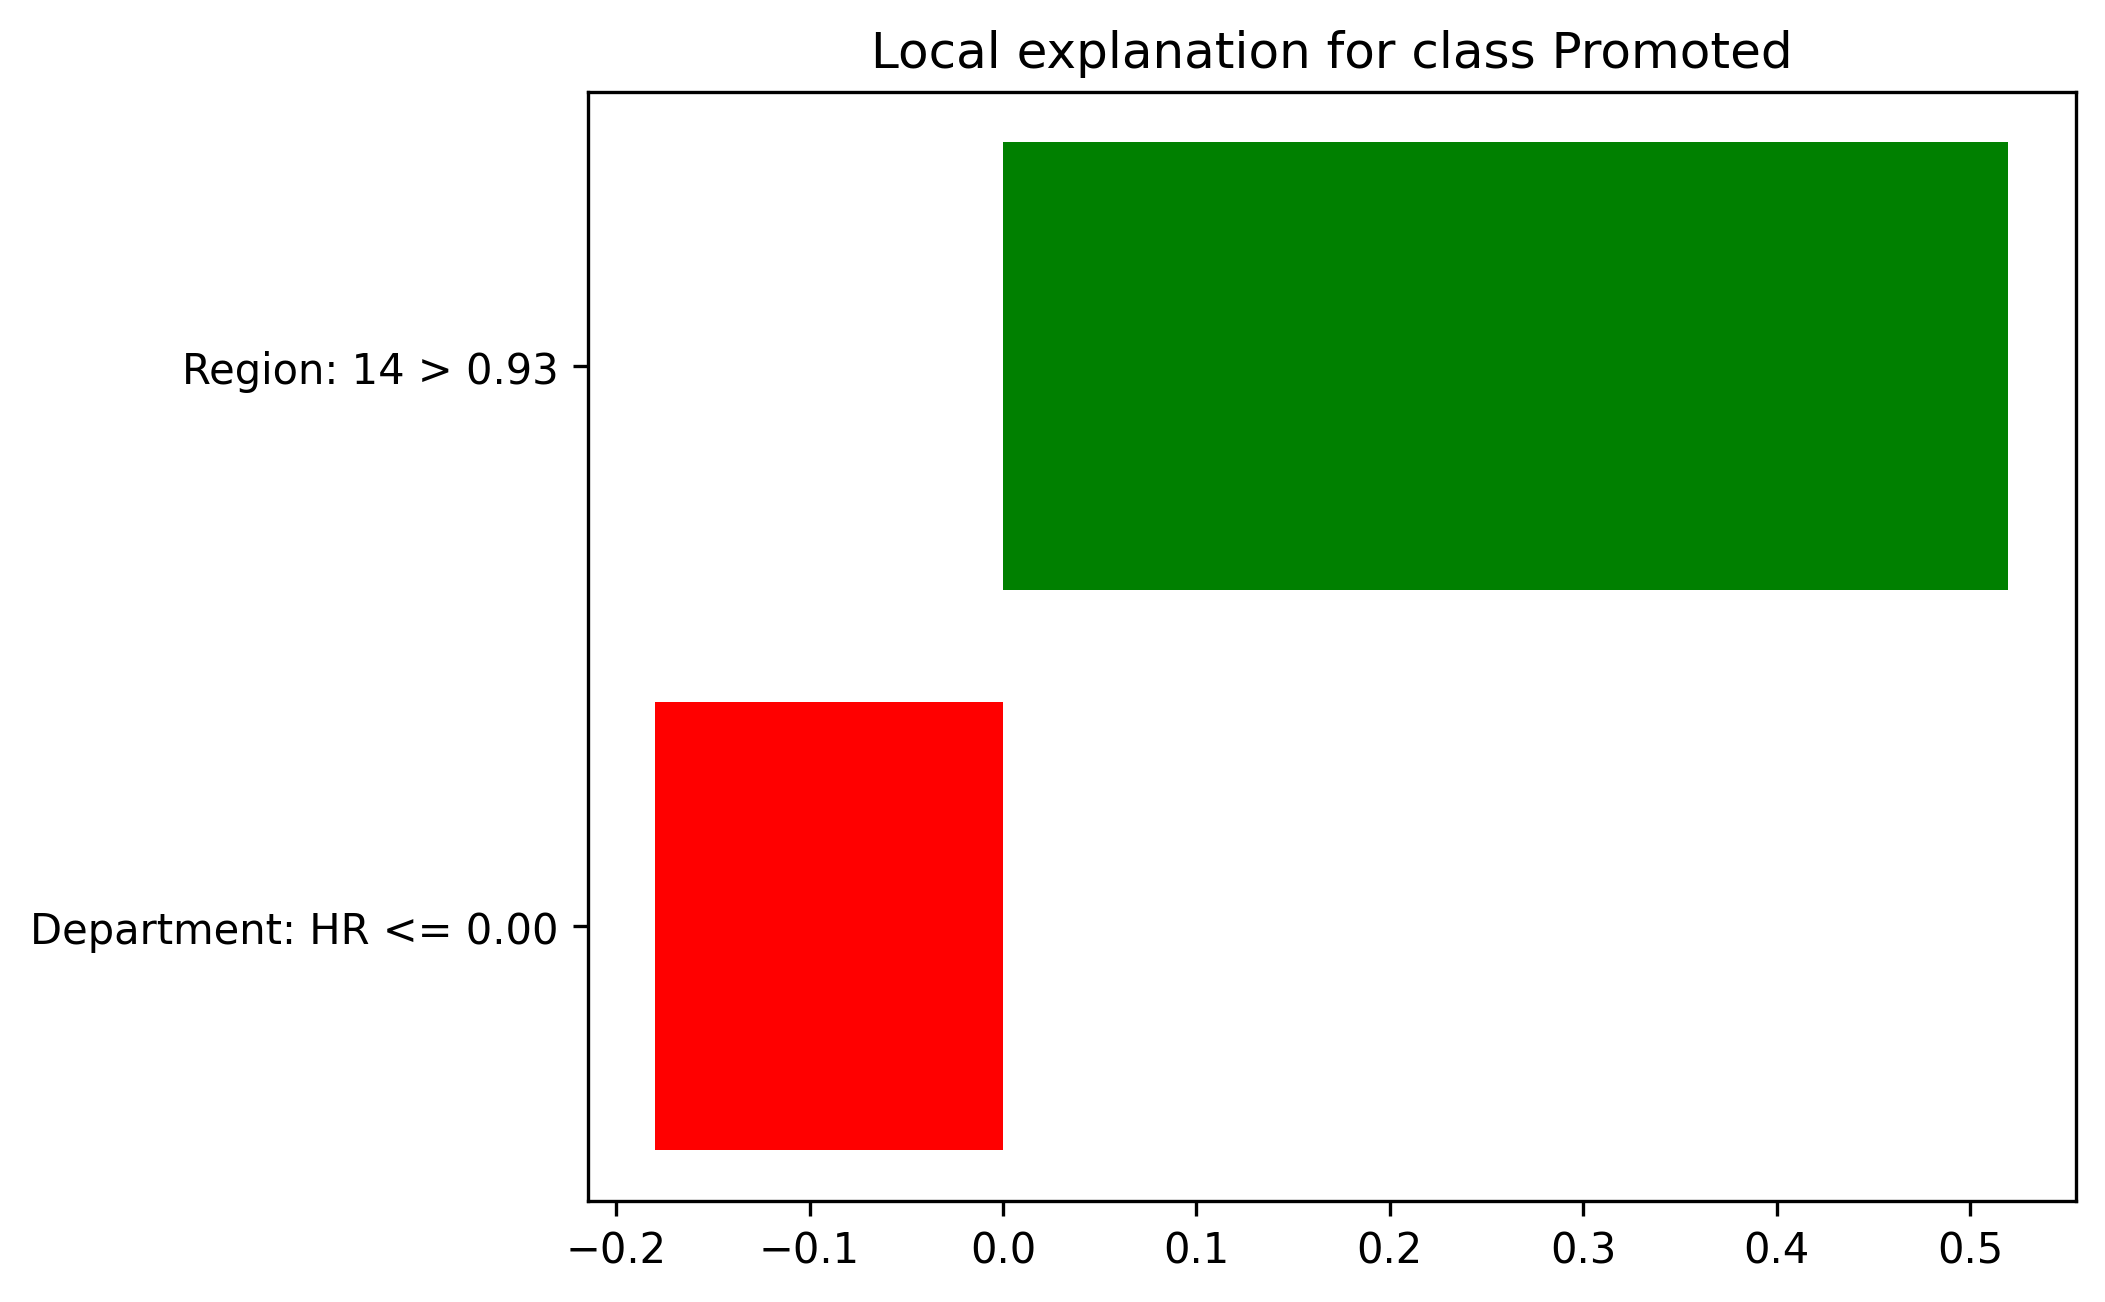 Local explanation for class Promoted
Region: 14 > 0.93
Department: HR <= 0.00
−0.2 −0.1 0.0 0.1 0.2 0.3 0.4 0.5